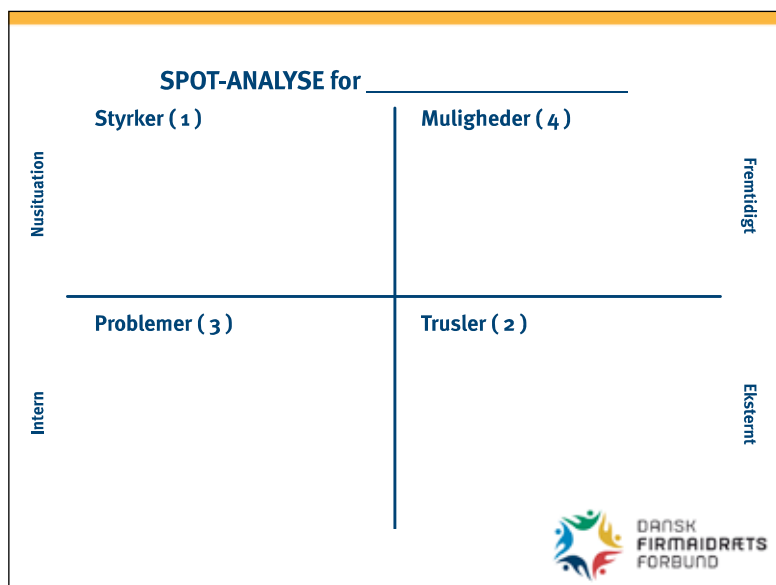 SPOT-ANALYSE for
Styrker ( 1 )
Muligheder ( 4 )
Nusituation
Fremtidigt
Problemer ( 3 )
Trusler ( 2 )
Intern
Eksternt
DANSK
FIRMAIDRÆTS
FORBUND